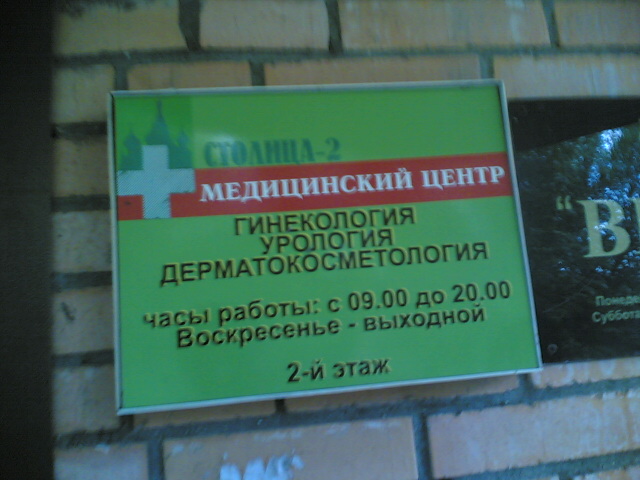 СТОЛИЦА-2
МЕДИЦИНСКИЙ ЦЕНТР
ГИНЕКОЛОГИЯ
УРОЛОГИЯ
ДЕРМАТОКОСМЕТОЛОГИЯ
часы работы: с 09.00 до 20.00
Воскресенье - выходной
2-й этаж